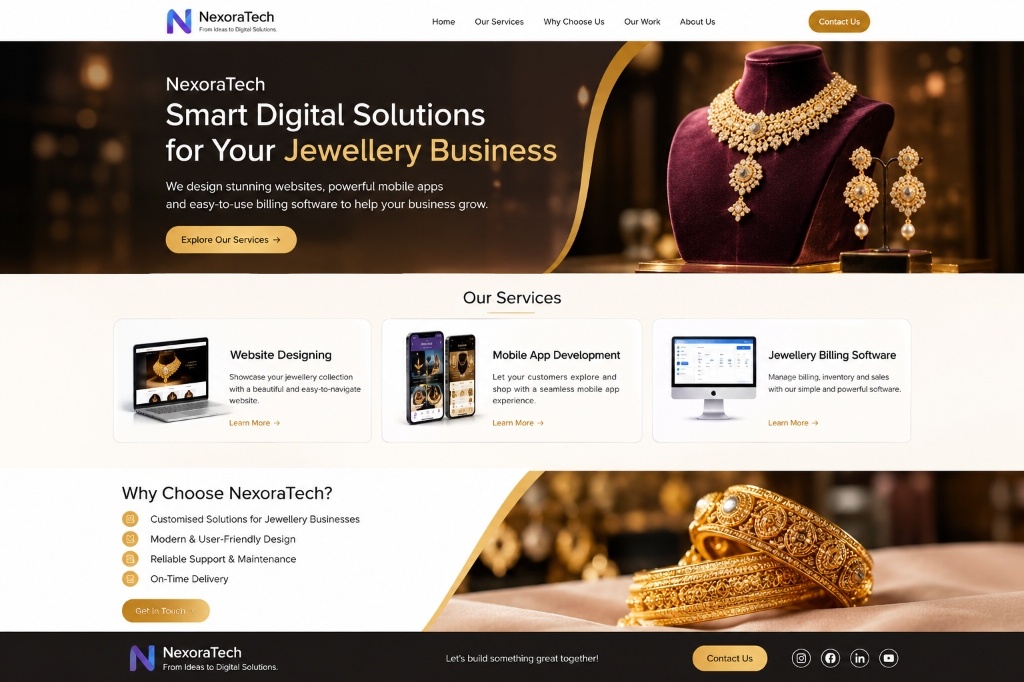 NexoraTech
From Ideas to Digital Solutions.
Home
Our Services
Why Choose Us
Our Work
About Us
Contact Us
NexoraTech
Smart Digital Solutions
for Your Jewellery Business
We design stunning websites, powerful mobile apps
and easy-to-use billing software to help your business grow.
Explore Our Services →
Our Services
Website Designing
Showcase your jewellery collection
with a beautiful and easy-to-navigate
website.
Learn More →
Mobile App Development
Let your customers explore and
shop with a seamless mobile app
experience.
Learn More →
Jewellery Billing Software
Manage billing, inventory and sales
with our simple and powerful software.
Learn More →
Why Choose NexoraTech?
Customised Solutions for Jewellery Businesses
Modern & User-Friendly Design
Reliable Support & Maintenance
On-Time Delivery
Get in Touch
NexoraTech
From Ideas to Digital Solutions.
Let's build something great together!
Contact Us